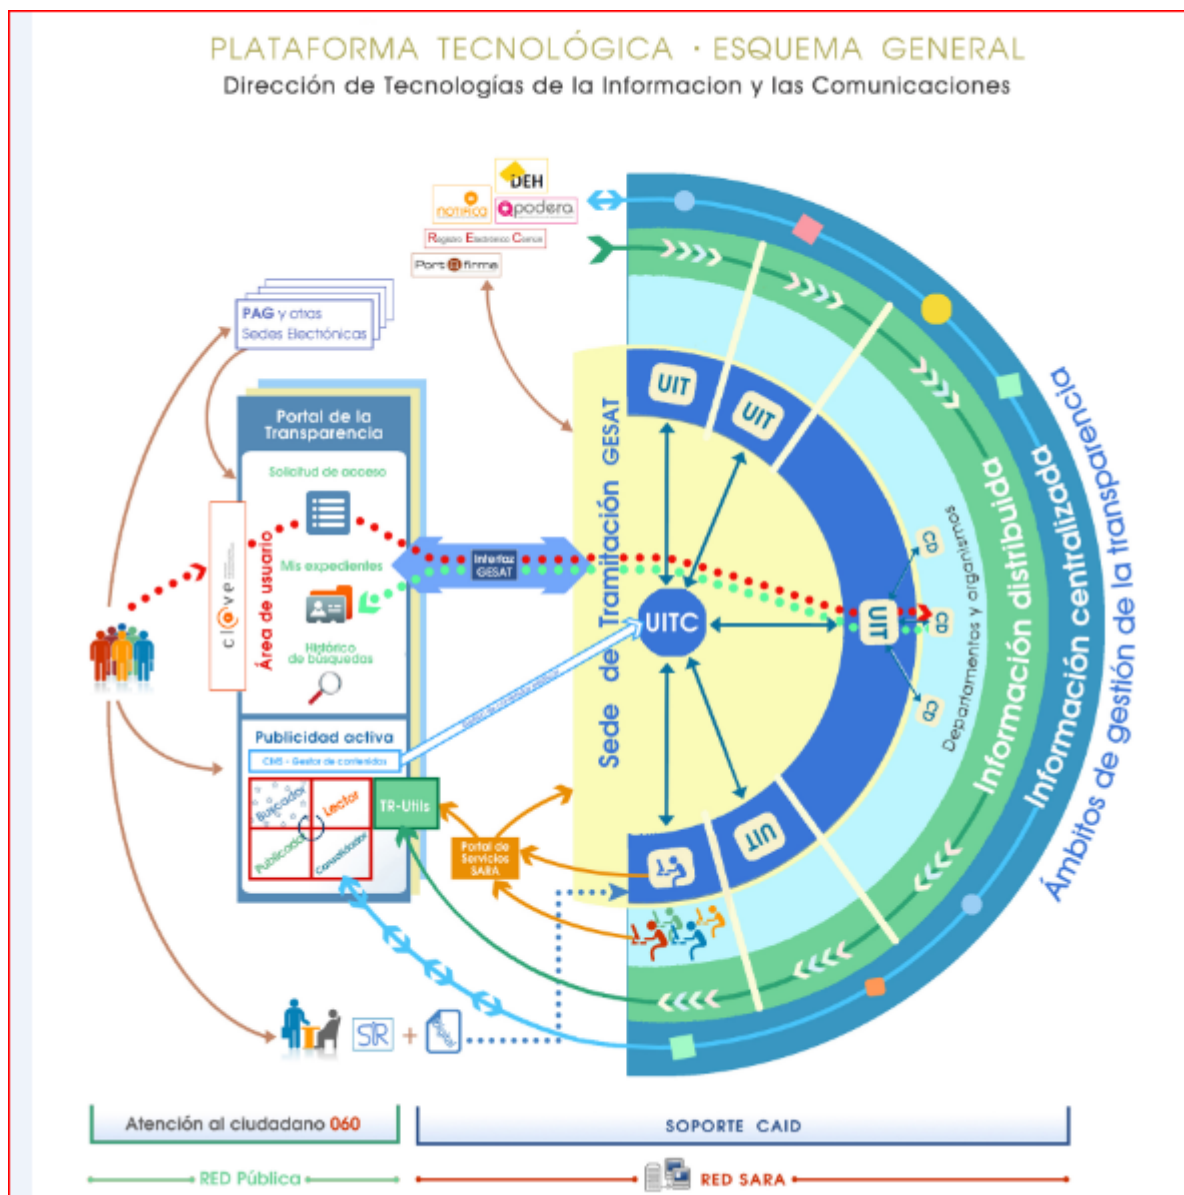 PLATAFORMA TECNOLÓGICA · ESQUEMA GENERAL
Dirección de Tecnologías de la Informacion y las Comunicaciones
DEH
notifica
apodera
Registro Electrónico Común
Portafirma
PAG y otras
Sedes Electrónicas
Portal de la
Transparencia
Solicitud de acceso
Mis expedientes
Histórico
de búsquedas
Área de usuario
cl@ve
Interfaz
GESAT
Publicidad activa
CMS - Gestor de contenidos
Buscador
Lector
Publicador
Consolidador
TR-Utils
Portal de
Servicios
SARA
Sede de Tramitación GESAT
UIT
UIT
UITC
UIT
UIT
CD
CD
CD
Departamentos y organismos
Información distribuida
Información centralizada
Ámbitos de gestión de la transparencia
SIR + digital
Atención al ciudadano 060
SOPORTE CAID
RED Pública
RED SARA